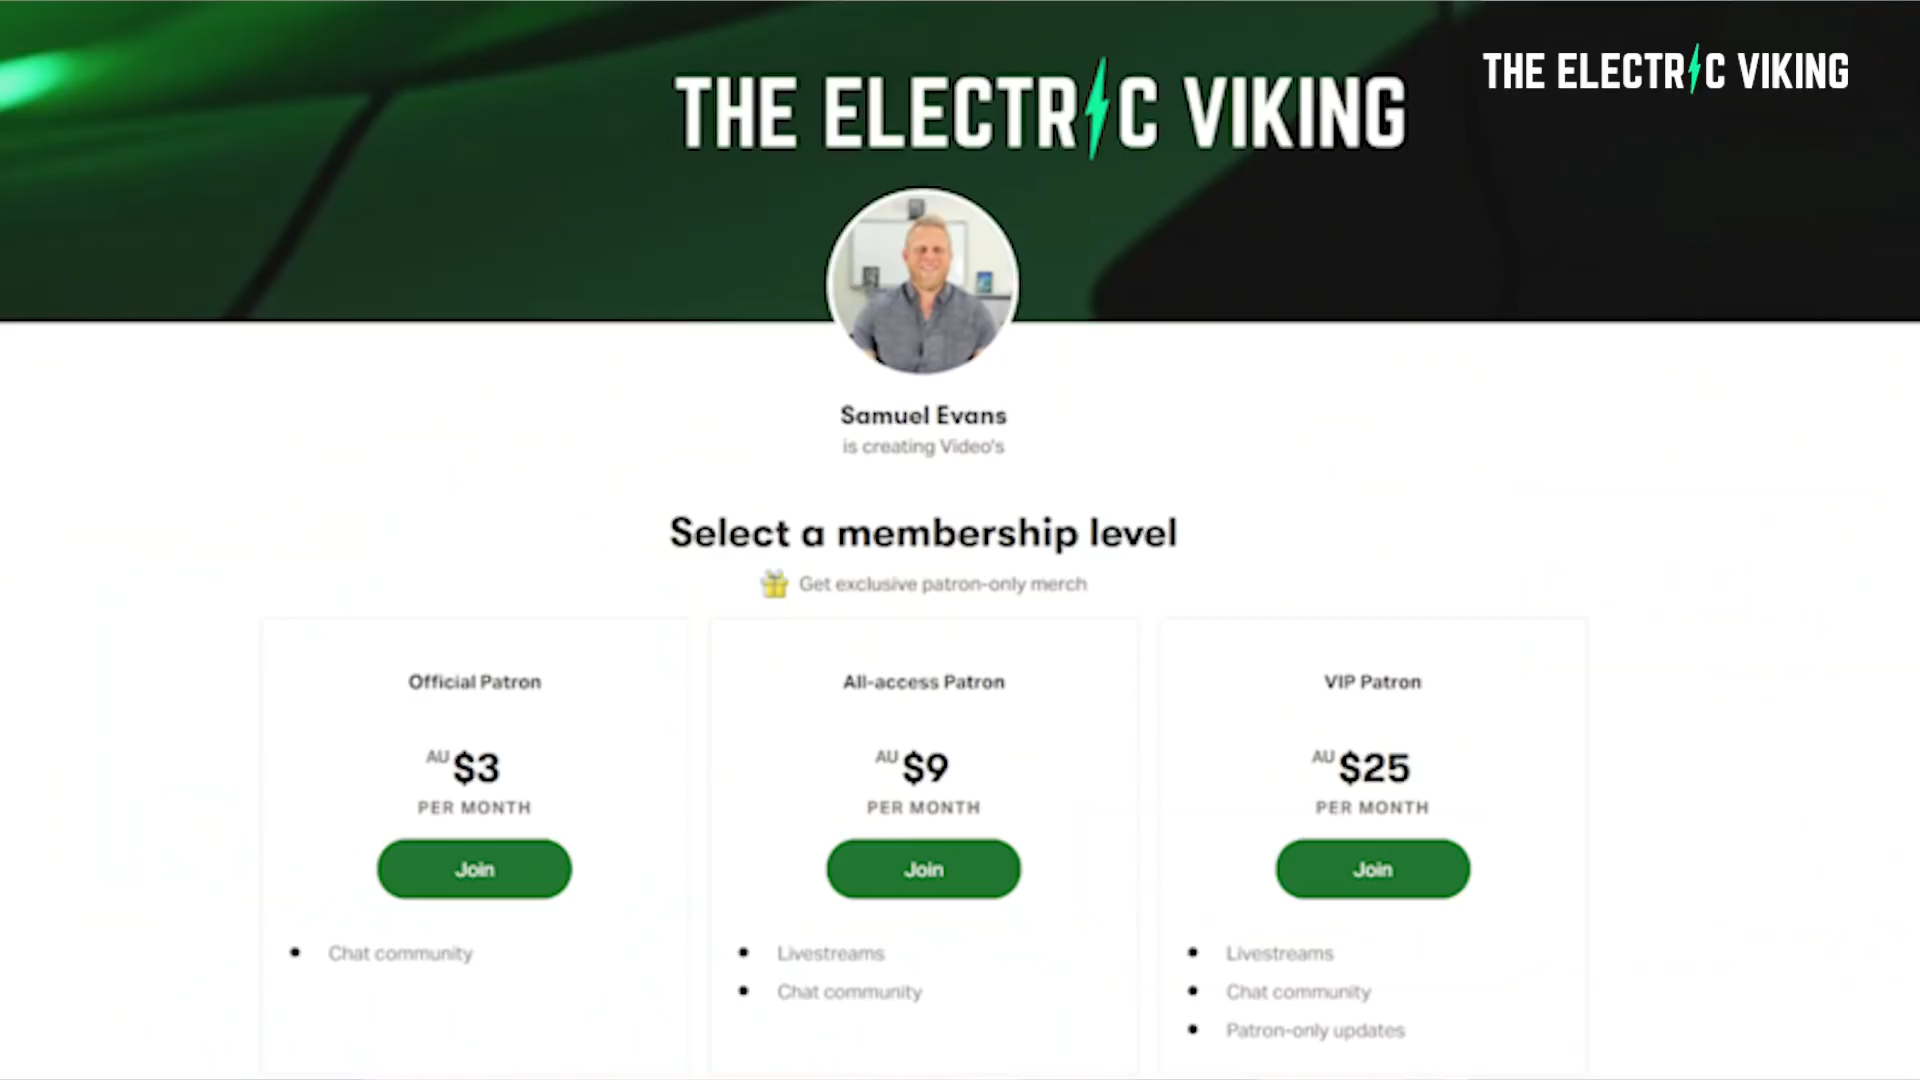 THE ELECTRIC VIKING
THE ELECTRIC VIKING
Samuel Evans
is creating Video's
Select a membership level
Get exclusive patron-only merch
Official Patron
AU $3
PER MONTH
Join
Chat community
All-access Patron
AU $9
PER MONTH
Join
Livestreams
Chat community
VIP Patron
AU $25
PER MONTH
Join
Livestreams
Chat community
Patron-only updates